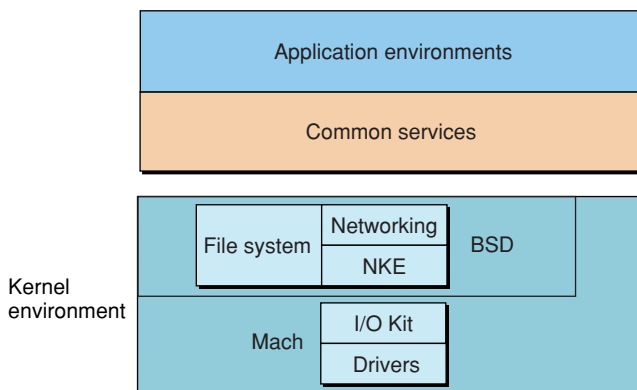 Application environments
Common services
File system
Networking
NKE
BSD
Kernel
environment
Mach
I/O Kit
Drivers